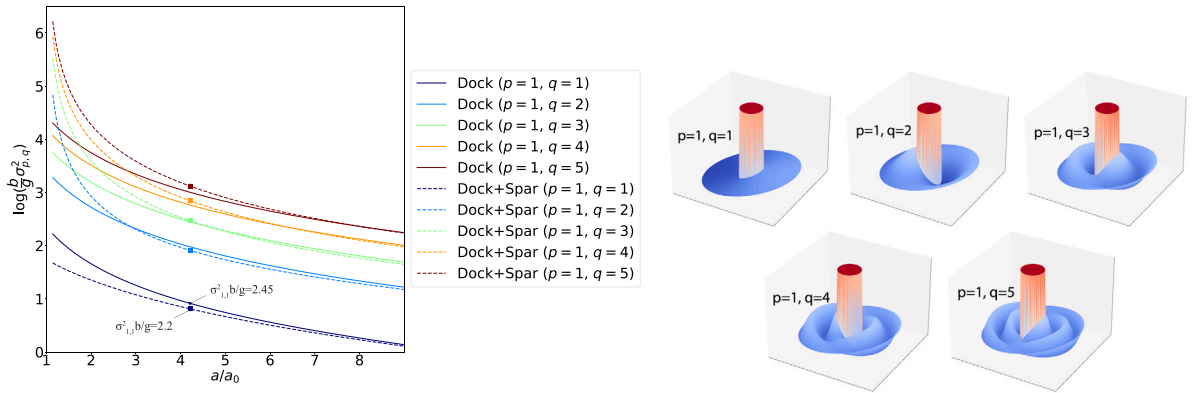 6
5
4
3
2
1
0
log(b/g σ²p,q)
1
2
3
4
5
6
7
8
a/a₀
σ²₁,₁b/g=2.45
σ²₁,₁b/g=2.2
Dock (p = 1, q = 1)
Dock (p = 1, q = 2)
Dock (p = 1, q = 3)
Dock (p = 1, q = 4)
Dock (p = 1, q = 5)
Dock+Spar (p = 1, q = 1)
Dock+Spar (p = 1, q = 2)
Dock+Spar (p = 1, q = 3)
Dock+Spar (p = 1, q = 4)
Dock+Spar (p = 1, q = 5)
p=1, q=1
p=1, q=2
p=1, q=3
p=1, q=4
p=1, q=5